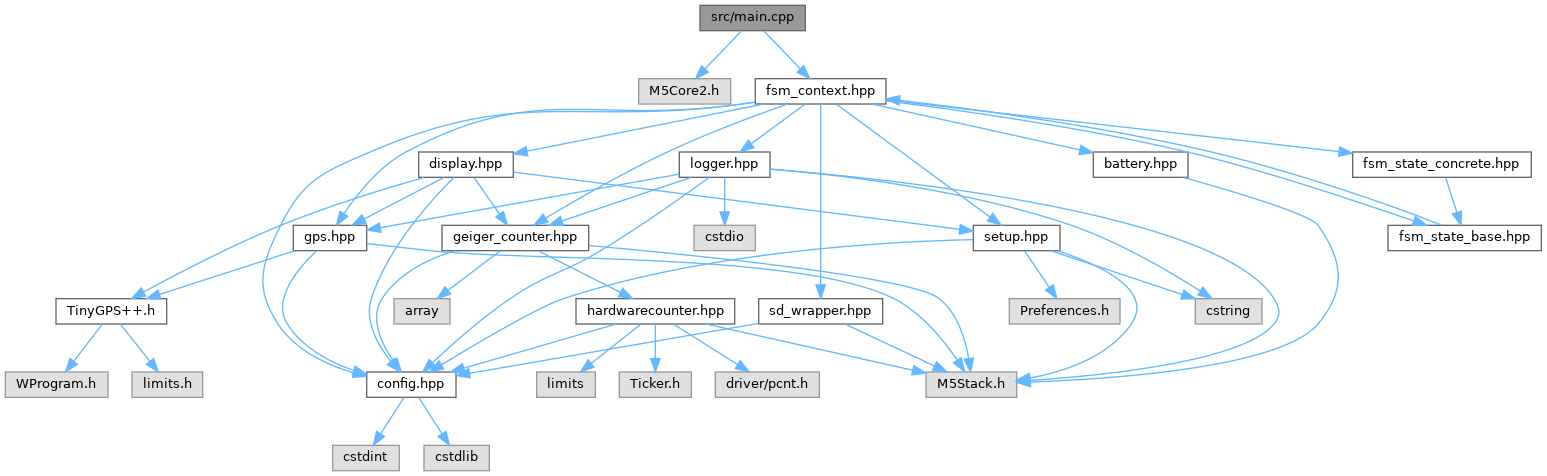 src/main.cpp
M5Core2.h
fsm_context.hpp
display.hpp
logger.hpp
battery.hpp
fsm_state_concrete.hpp
gps.hpp
geiger_counter.hpp
cstdio
setup.hpp
fsm_state_base.hpp
TinyGPS++.h
array
hardwarecounter.hpp
sd_wrapper.hpp
Preferences.h
cstring
WProgram.h
limits.h
config.hpp
limits
Ticker.h
driver/pcnt.h
M5Stack.h
cstdint
cstdlib